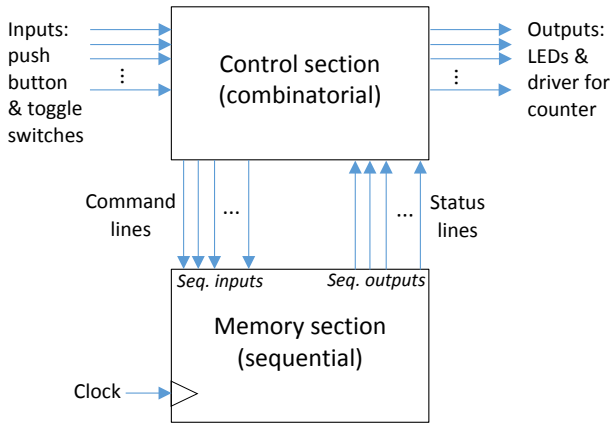 Inputs:
push
button
& toggle
switches
...
Control section
(combinatorial)
...
Outputs:
LEDs &
driver for
counter
Command
lines
...
...
Status
lines
Seq. inputs
Seq. outputs
Memory section
(sequential)
Clock